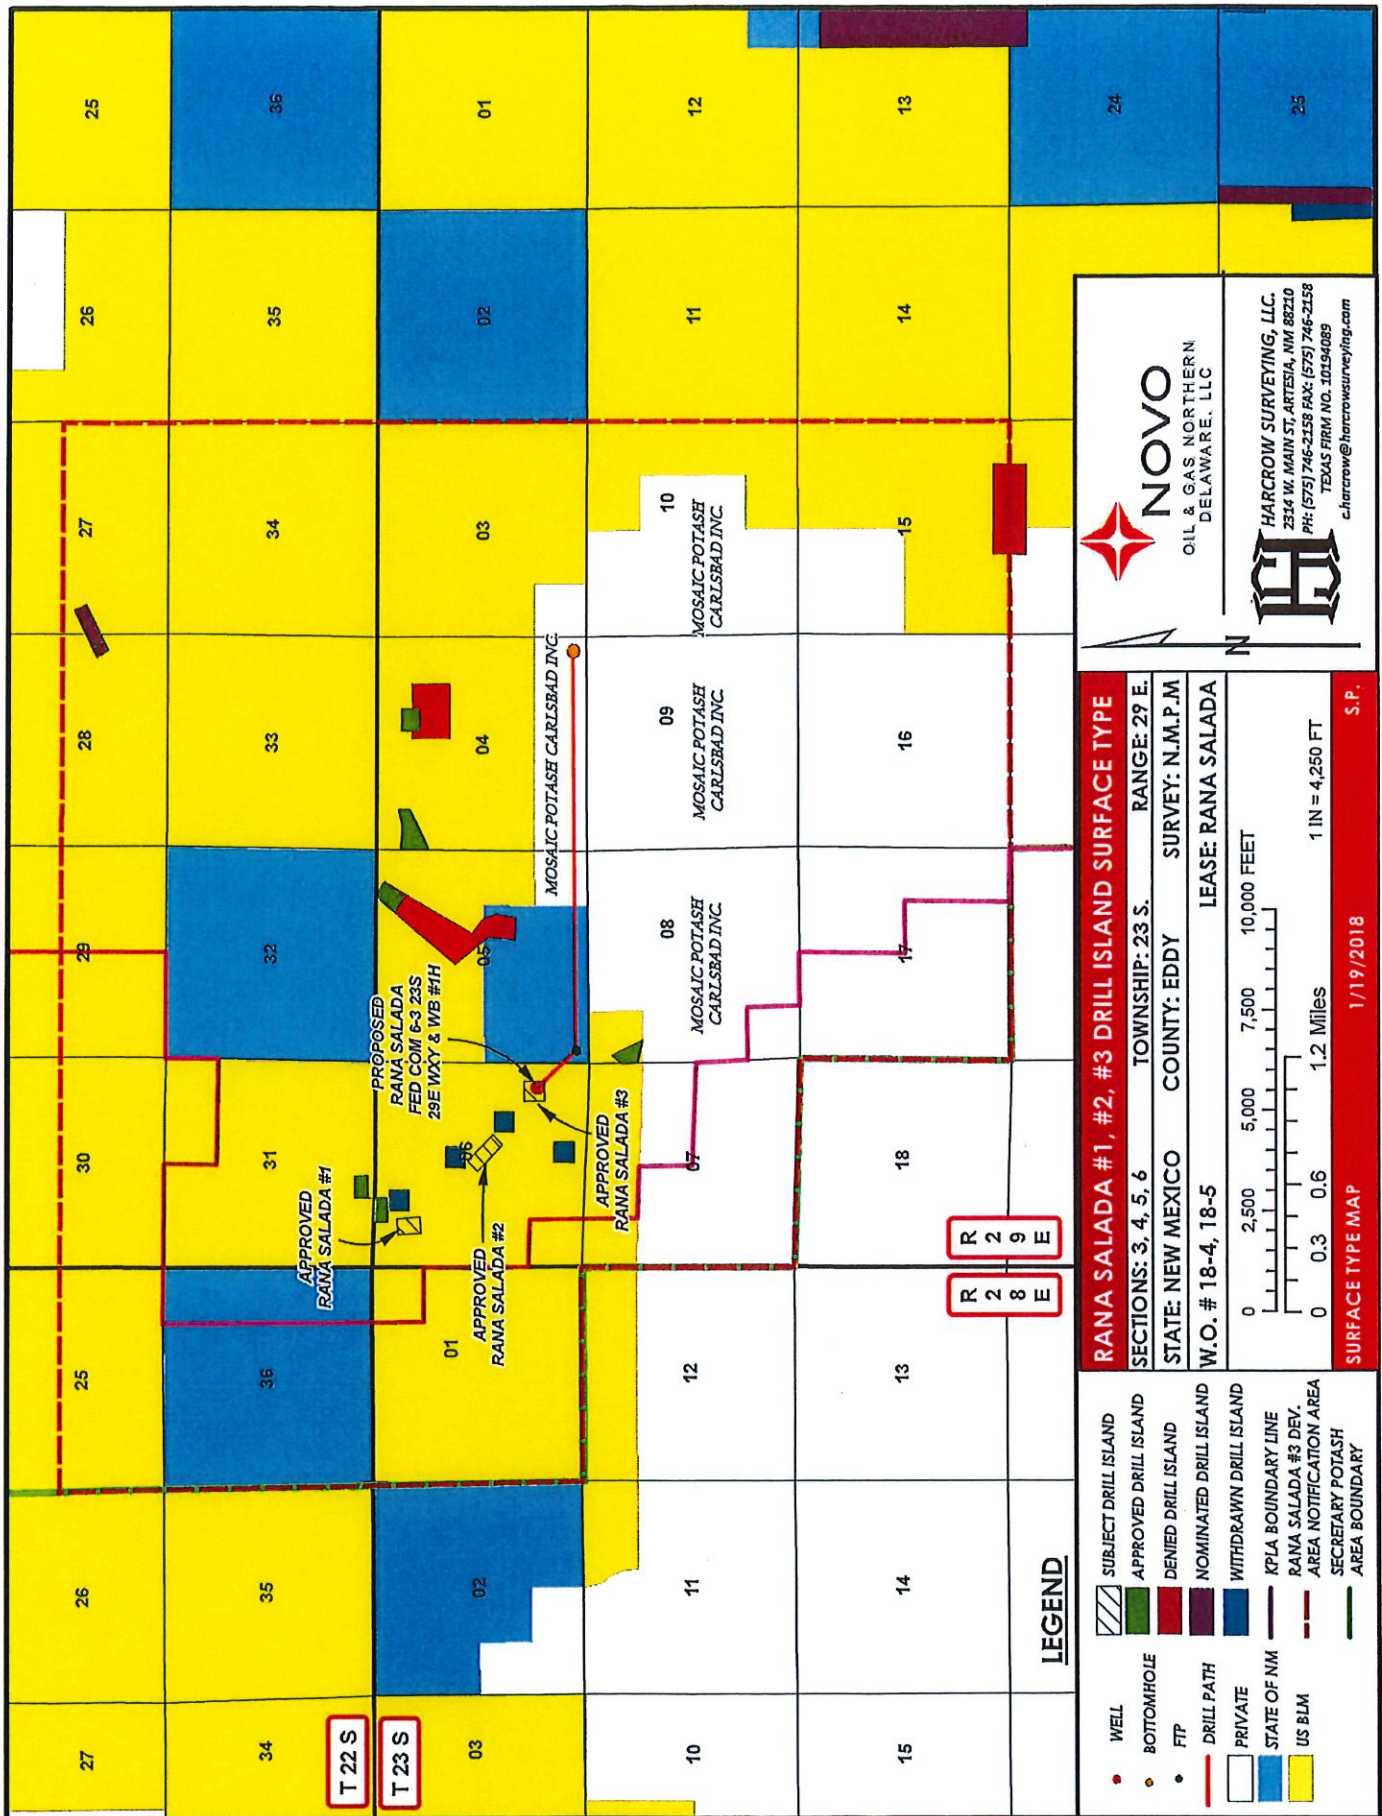 27
26
25
30
29
28
27
26
25
34
35
36
31
32
33
34
35
36
T 22 S
T 23 S
03
02
01
06
05
04
03
02
01
10
11
12
07
08
09
10
11
12
15
14
13
18
17
16
15
14
13
24
25
APPROVED
RANA SALADA #1
PROPOSED
RANA SALADA
FED COM 6-3 23S
29E WXY & WB #1H
APPROVED
RANA SALADA #2
APPROVED
RANA SALADA #3
MOSAIC POTASH CARLSBAD INC.
MOSAIC POTASH
CARLSBAD INC.
MOSAIC POTASH
CARLSBAD INC.
MOSAIC POTASH
CARLSBAD INC.
R
2
8
E
R
2
9
E
LEGEND
WELL
BOTTOMHOLE
FTP
DRILL PATH
PRIVATE
STATE OF NM
US BLM
SUBJECT DRILL ISLAND
APPROVED DRILL ISLAND
DENIED DRILL ISLAND
NOMINATED DRILL ISLAND
WITHDRAWN DRILL ISLAND
KPLA BOUNDARY LINE
RANA SALADA #3 DEV.
AREA NOTIFICATION AREA
SECRETARY POTASH
AREA BOUNDARY
RANA SALADA #1, #2, #3 DRILL ISLAND SURFACE TYPE
SECTIONS: 3, 4, 5, 6 TOWNSHIP: 23 S. RANGE: 29 E.
STATE: NEW MEXICO COUNTY: EDDY SURVEY: N.M.P.M
W.O. # 18-4, 18-5 LEASE: RANA SALADA
0 2,500 5,000 7,500 10,000 FEET
0 0.3 0.6 1.2 Miles 1 IN = 4,250 FT
SURFACE TYPE MAP 1/19/2018 S.P.
N
NOVO
OIL & GAS NORTHERN
DELAWARE, LLC
HARCROW SURVEYING, LLC.
2314 W. MAIN ST, ARTESIA, NM 88210
PH: (575) 746-2158 FAX: (575) 746-2158
TEXAS FIRM NO. 10194089
c.harcrow@harcrowsurveying.com